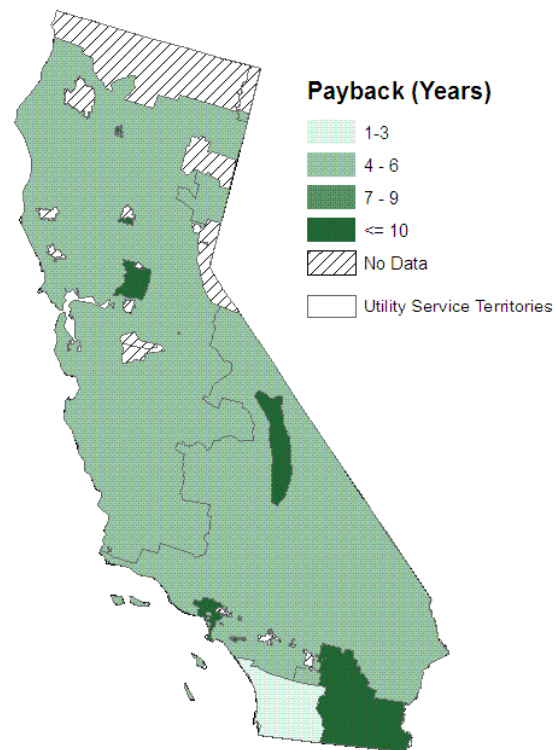 Payback (Years)
1-3
4 - 6
7 - 9
<= 10
No Data
Utility Service Territories